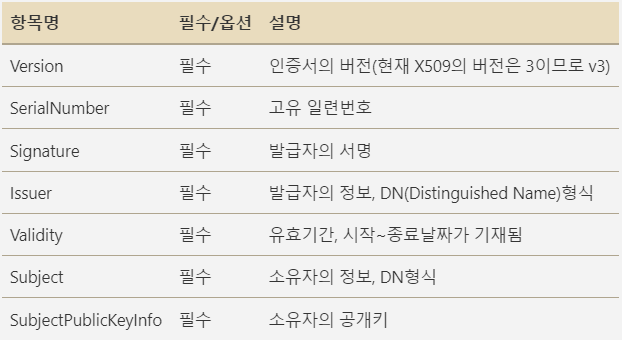 항목명 필수/옵션 설명
Version 필수 인증서의 버전(현재 X509의 버전은 3이므로 v3)
SerialNumber 필수 고유 일련번호
Signature 필수 발급자의 서명
Issuer 필수 발급자의 정보, DN(Distinguished Name)형식
Validity 필수 유효기간, 시작~종료날짜가 기재됨
Subject 필수 소유자의 정보, DN형식
SubjectPublicKeyInfo 필수 소유자의 공개키